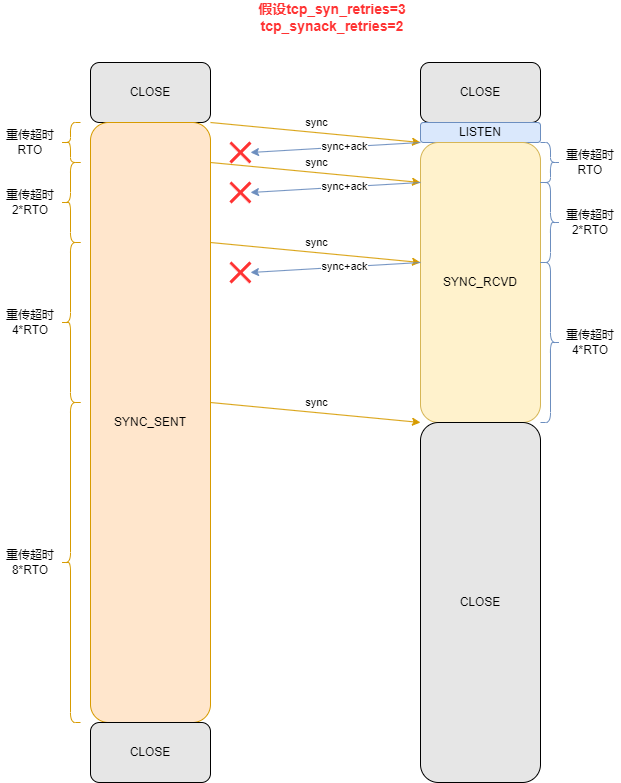 假设tcp_syn_retries=3
tcp_synack_retries=2
CLOSE
CLOSE
sync
LISTEN
重传超时
RTO
sync+ack
sync
重传超时
RTO
sync+ack
重传超时
2*RTO
重传超时
2*RTO
sync
sync+ack
SYNC_RCVD
重传超时
4*RTO
重传超时
4*RTO
sync
SYNC_SENT
重传超时
8*RTO
CLOSE
CLOSE